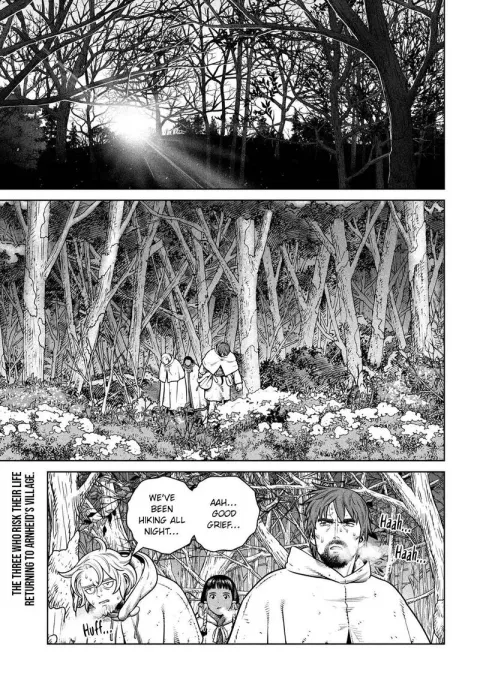 THE THREE WHO RISK THEIR LIFE
RETURNING TO ARNHEID'S VILLAGE.
AAH...
GOOD
GRIEF...
WE'VE
BEEN
HIKING ALL
NIGHT...
Haah...
Haah...
Huff...